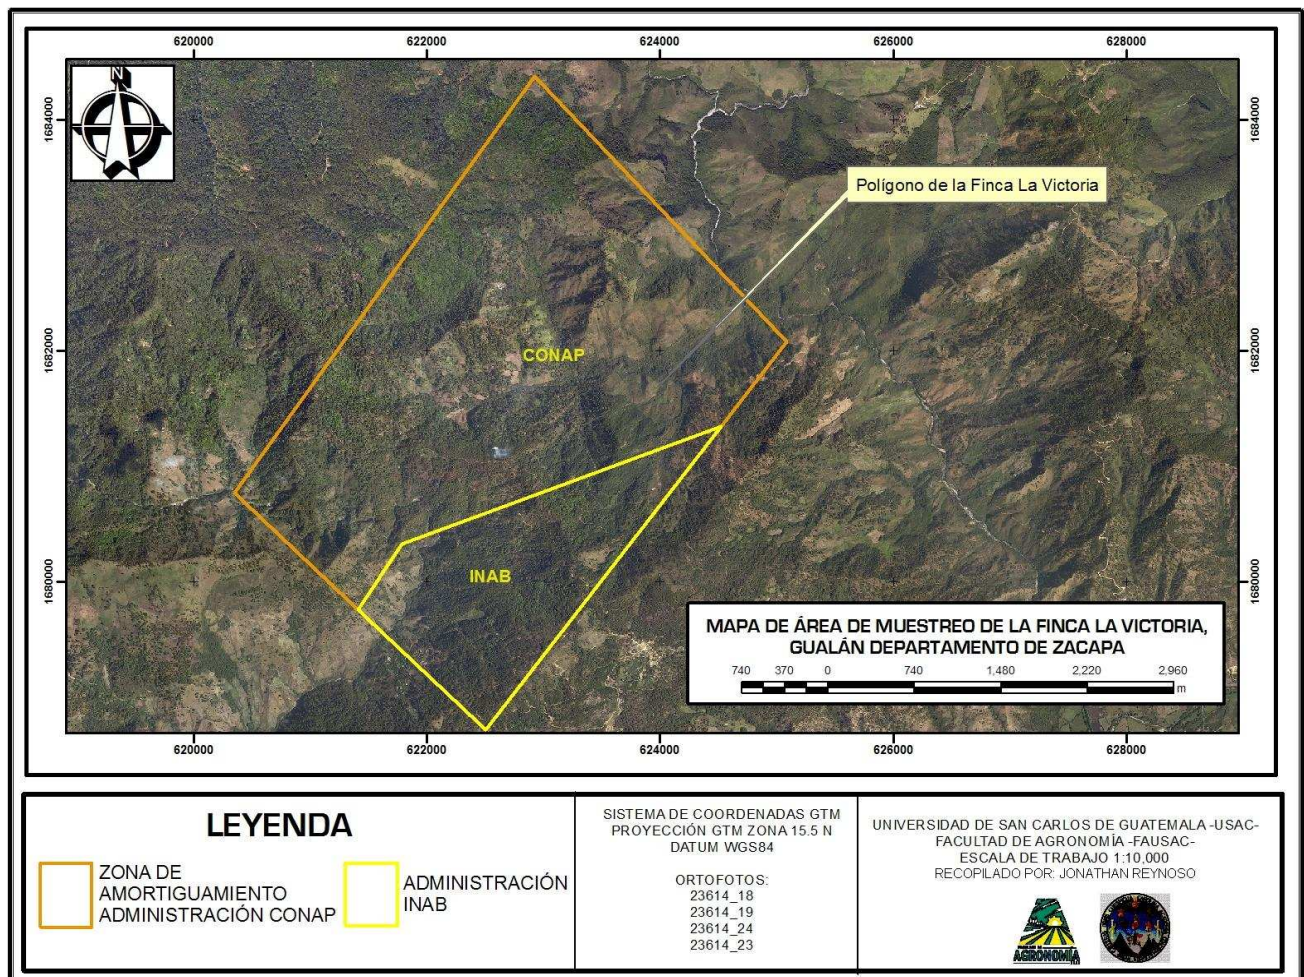 620000
622000
624000
626000
628000
N
1684000
1684000
Polígono de la Finca La Victoria
1682000
CONAP
1682000
1680000
INAB
1680000
MAPA DE ÁREA DE MUESTREO DE LA FINCA LA VICTORIA,
GUALÁN DEPARTAMENTO DE ZACAPA
740 370 0 740 1,480 2,220 2,960
m
620000
622000
624000
626000
628000
LEYENDA
ZONA DE
AMORTIGUAMIENTO
ADMINISTRACIÓN CONAP
ADMINISTRACIÓN
INAB
SISTEMA DE COORDENADAS GTM
PROYECCIÓN GTM ZONA 15.5 N
DATUM WGS84
ORTOFOTOS:
23614_18
23614_19
23614_24
23614_23
UNIVERSIDAD DE SAN CARLOS DE GUATEMALA -USAC-
FACULTAD DE AGRONOMÍA -FAUSAC-
ESCALA DE TRABAJO 1:10,000
RECOPILADO POR: JONATHAN REYNOSO
AGRONOMÍA